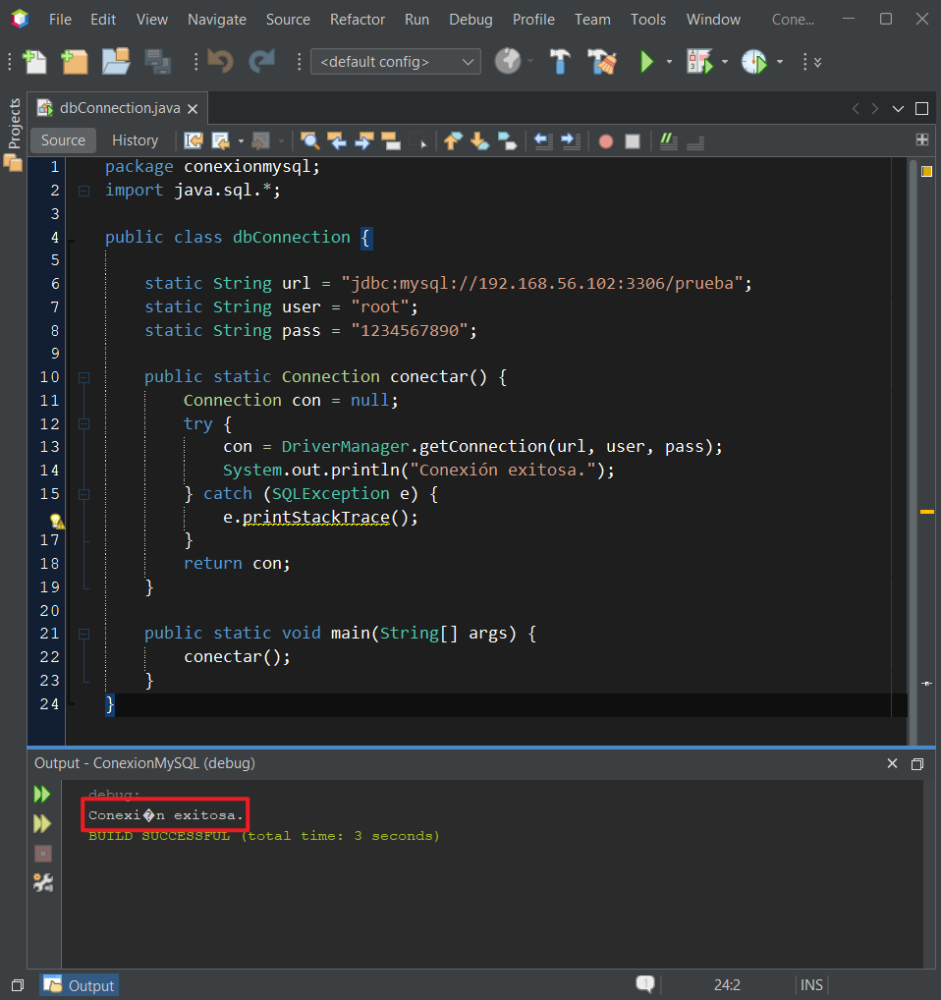 File Edit View Navigate Source Refactor Run Debug Profile Team Tools Window Cone...
<default config>
Projects
dbConnection.java
Source History
1 package conexionmysql;
2 import java.sql.*;
3
4 public class dbConnection {
5
6 static String url = "jdbc:mysql://192.168.56.102:3306/prueba";
7 static String user = "root";
8 static String pass = "1234567890";
9
10 public static Connection conectar() {
11 Connection con = null;
12 try {
13 con = DriverManager.getConnection(url, user, pass);
14 System.out.println("Conexión exitosa.");
15 } catch (SQLException e) {
e.printStackTrace();
17 }
18 return con;
19 }
20
21 public static void main(String[] args) {
22 conectar();
23 }
24 }
Output - ConexionMySQL (debug)
debug:
Conexi�n exitosa.
BUILD SUCCESSFUL (total time: 3 seconds)
Output 1 24:2 INS